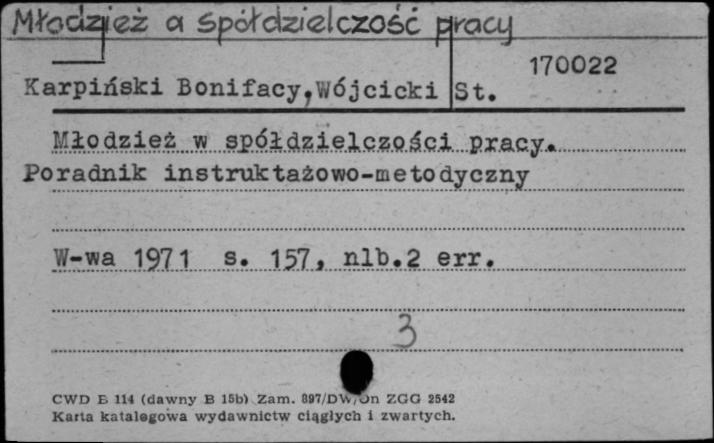 Młodzież a spółdzielczość pracy
170022
Karpiński Bonifacy,Wójcicki St.
Młodzież w spółdzielczości pracy.
Poradnik instruktażowo-metodyczny
W-wa 1971 s. 157, nlb.2 err.
3
CWD B 114 (dawny B 15b) Zam. 897/DW/Jn ZGG 2542
Karta katalogowa wydawnictw ciągłych i zwartych.